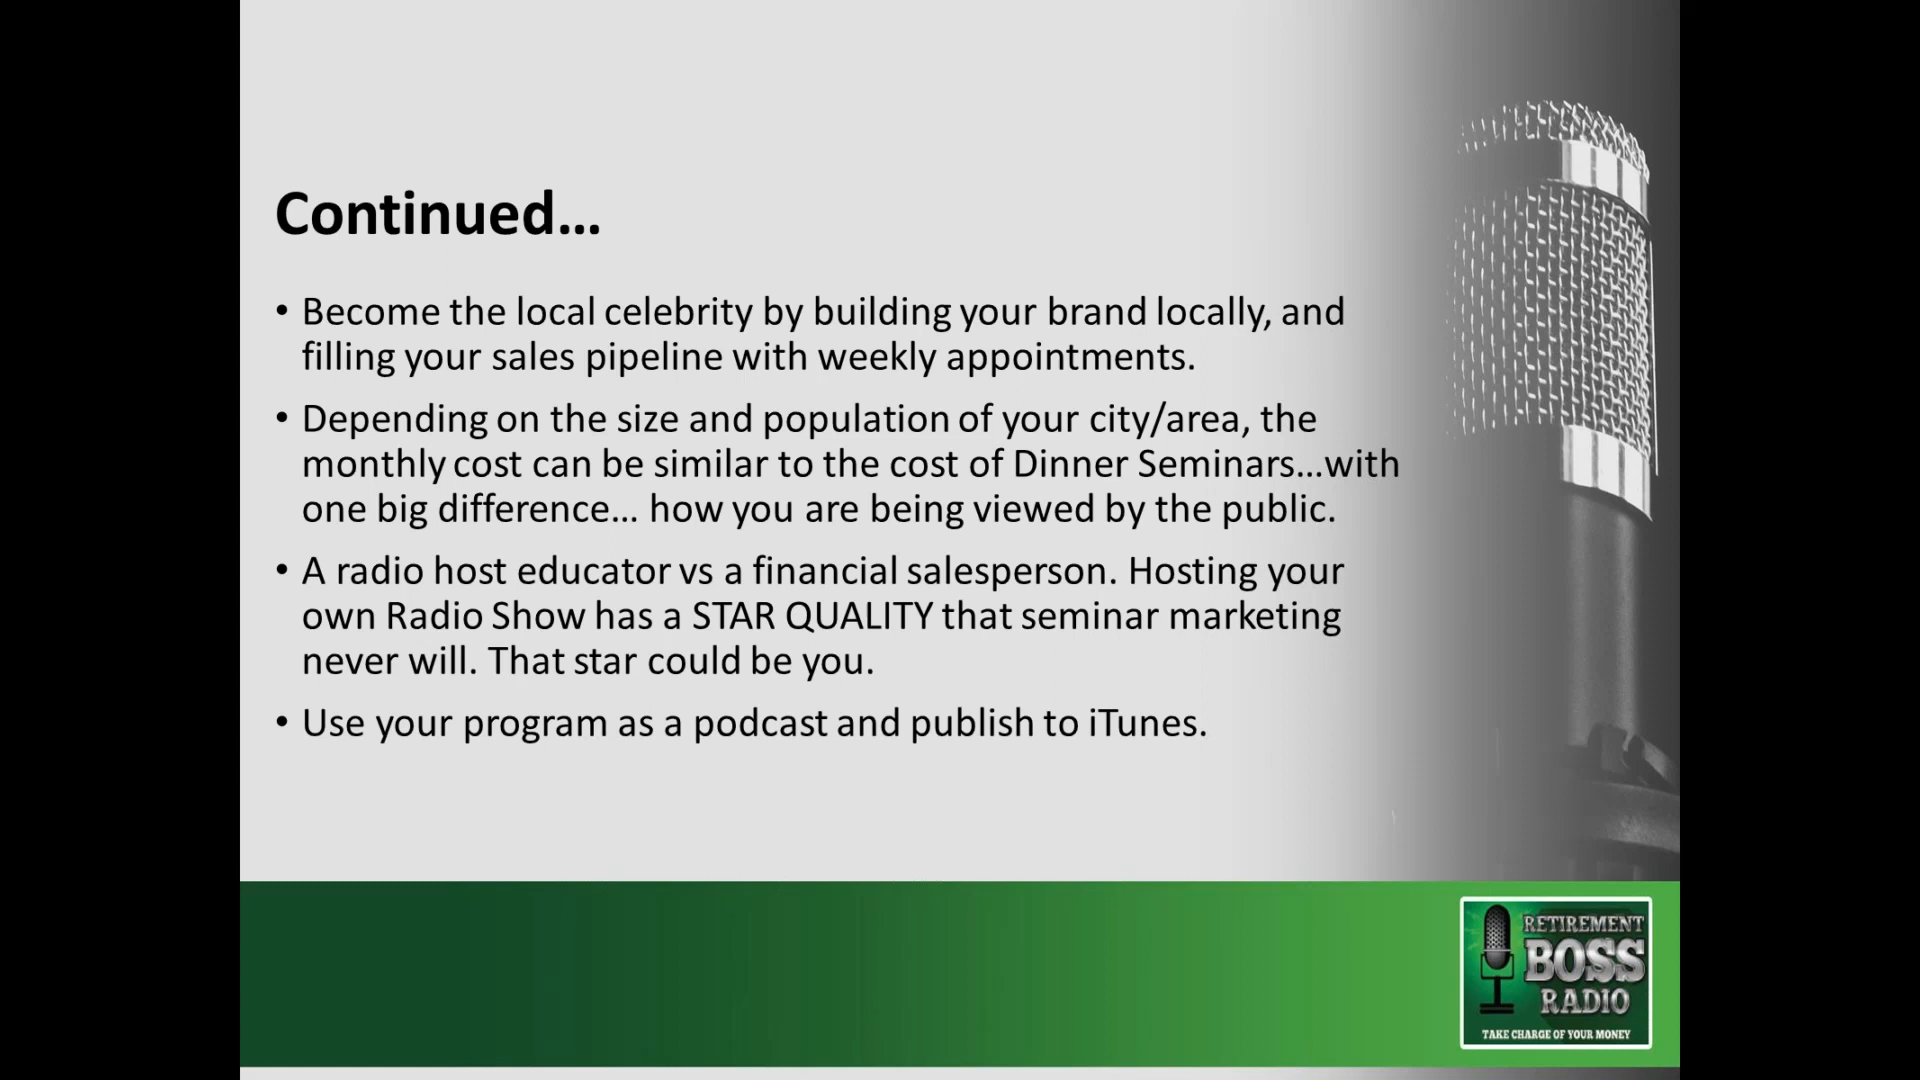 Continued...
• Become the local celebrity by building your brand locally, and
filling your sales pipeline with weekly appointments.
• Depending on the size and population of your city/area, the
monthly cost can be similar to the cost of Dinner Seminars...with
one big difference... how you are being viewed by the public.
• A radio host educator vs a financial salesperson. Hosting your
own Radio Show has a STAR QUALITY that seminar marketing
never will. That star could be you.
• Use your program as a podcast and publish to iTunes.
RETIREMENT
BOSS
RADIO
TAKE CHARGE OF YOUR MONEY